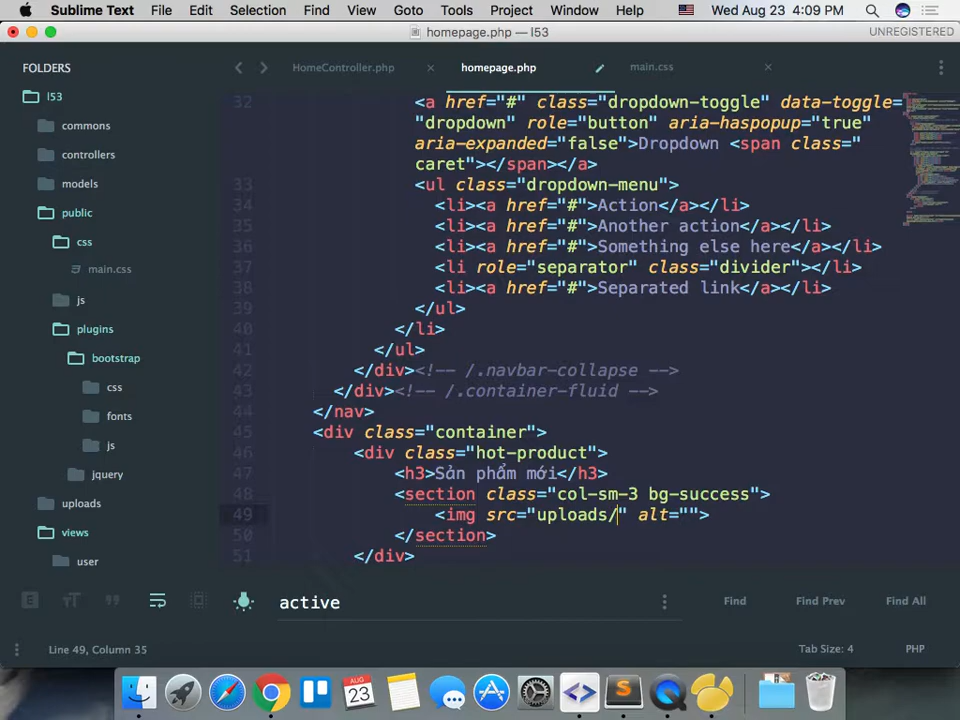 Sublime Text File Edit Selection Find View Goto Tools Project Window Help Wed Aud 23 4:09 PM
homepage.php — l53 UNREGISTERED
FOLDERS
l53
commons
controllers
models
public
css
main.css
js
plugins
bootstrap
css
fonts
js
jquery
uploads
views
user
HomeController.php homepage.php main.css
32 <a href="#" class="dropdown-toggle" data-toggle=
"dropdown" role="button" aria-haspopup="true"
aria-expanded="false">Dropdown <span class="
caret"></span></a>
33 <ul class="dropdown-menu">
34 <li><a href="#">Action</a></li>
35 <li><a href="#">Another action</a></li>
36 <li><a href="#">Something else here</a></li>
37 <li role="separator" class="divider"></li>
38 <li><a href="#">Separated link</a></li>
39 </ul>
40 </li>
41 </ul>
42 </div><!-- /.navbar-collapse -->
43 </div><!-- /.container-fluid -->
44 </nav>
45 <div class="container">
46 <div class="hot-product">
47 <h3>Sản phẩm mới</h3>
48 <section class="col-sm-3 bg-success">
49 <img src="uploads/" alt="">
50 </section>
51 </div>
active Find Find Prev Find All
Line 49, Column 35 Tab Size: 4 PHP
AUG
23